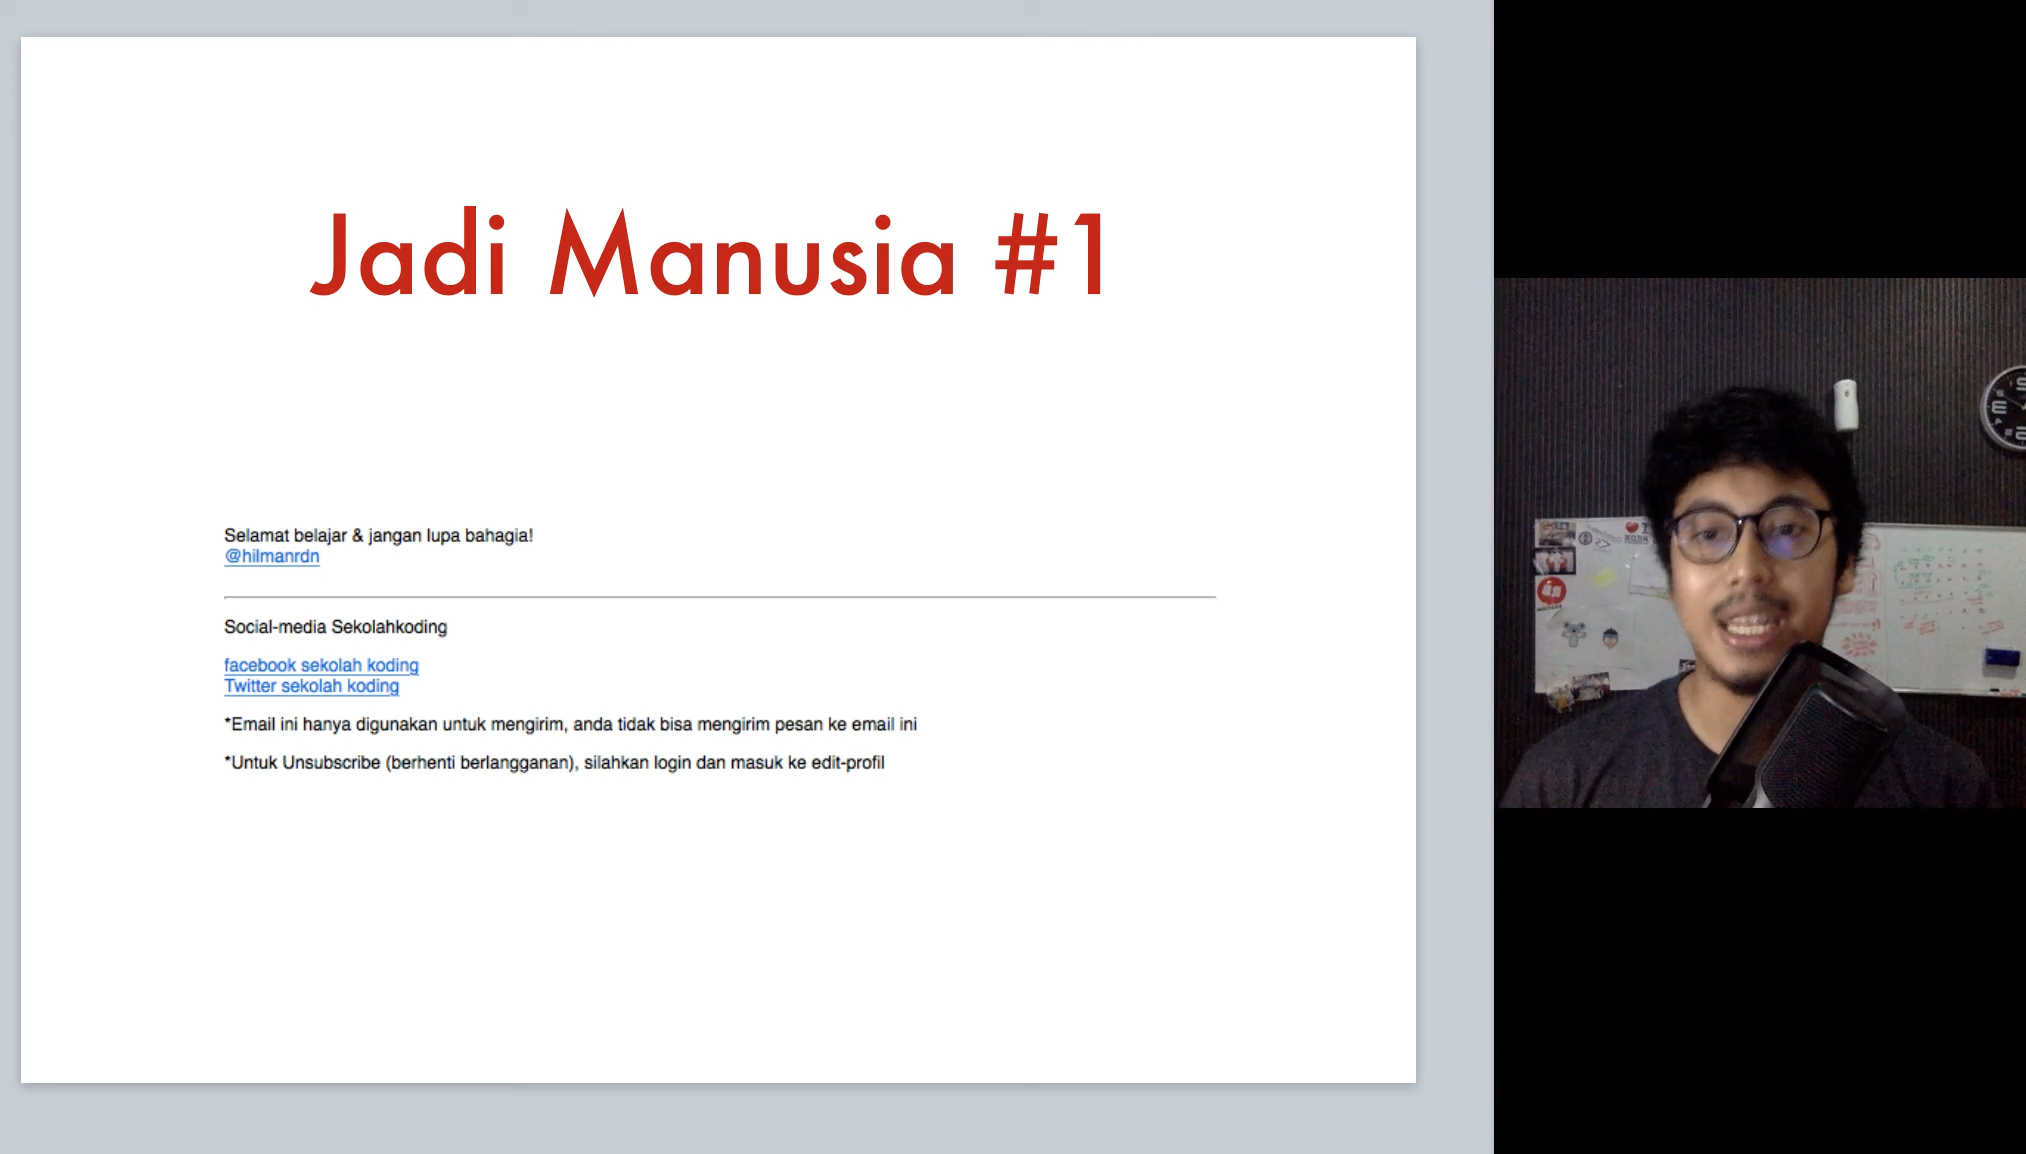 Jadi Manusia #1
Selamat belajar & jangan lupa bahagia!
@hilmanrdn
Social-media Sekolahkoding
facebook sekolah koding
Twitter sekolah koding
*Email ini hanya digunakan untuk mengirim, anda tidak bisa mengirim pesan ke email ini
*Untuk Unsubscribe (berhenti berlangganan), silahkan login dan masuk ke edit-profil